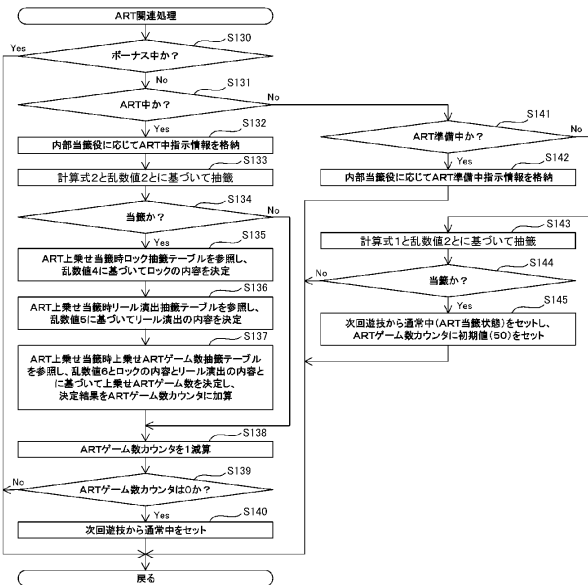 ART関連処理
S130
ボーナス中か？
Yes
No
S131
ART中か？
No
Yes
S132
内部当籤役に応じてART中指示情報を格納
S133
計算式2と乱数値2とに基づいて抽籤
S134
当籤か？
No
Yes
S135
ART上乗せ当籤時ロック抽籤テーブルを参照し、
乱数値4に基づいてロックの内容を決定
S136
ART上乗せ当籤時リール演出抽籤テーブルを参照し、
乱数値5に基づいてリール演出の内容を決定
S137
ART上乗せ当籤時上乗せARTゲーム数抽籤テーブル
を参照し、乱数値6とロックの内容とリール演出の内容と
に基づいて上乗せARTゲーム数を決定し、
決定結果をARTゲーム数カウンタに加算
S138
ARTゲーム数カウンタを1減算
S139
ARTゲーム数カウンタは0か？
No
Yes
S140
次回遊技から通常中をセット
戻る
S141
ART準備中か？
No
Yes
S142
内部当籤役に応じてART準備中指示情報を格納
S143
計算式1と乱数値2とに基づいて抽籤
S144
当籤か？
No
Yes
S145
次回遊技から通常中(ART当籤状態)をセットし、
ARTゲーム数カウンタに初期値(50)をセット